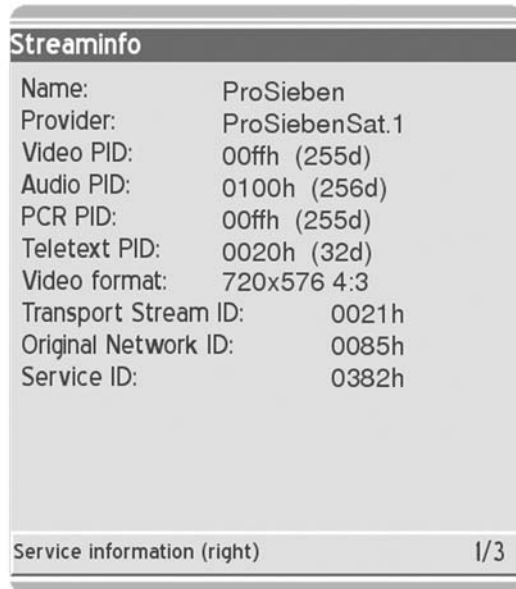 Streaminfo
Name: ProSieben
Provider: ProSiebenSat.1
Video PID: 00ffh (255d)
Audio PID: 0100h (256d)
PCR PID: 00ffh (255d)
Teletext PID: 0020h (32d)
Video format: 720x576 4:3
Transport Stream ID: 0021h
Original Network ID: 0085h
Service ID: 0382h
Service information (right) 1/3